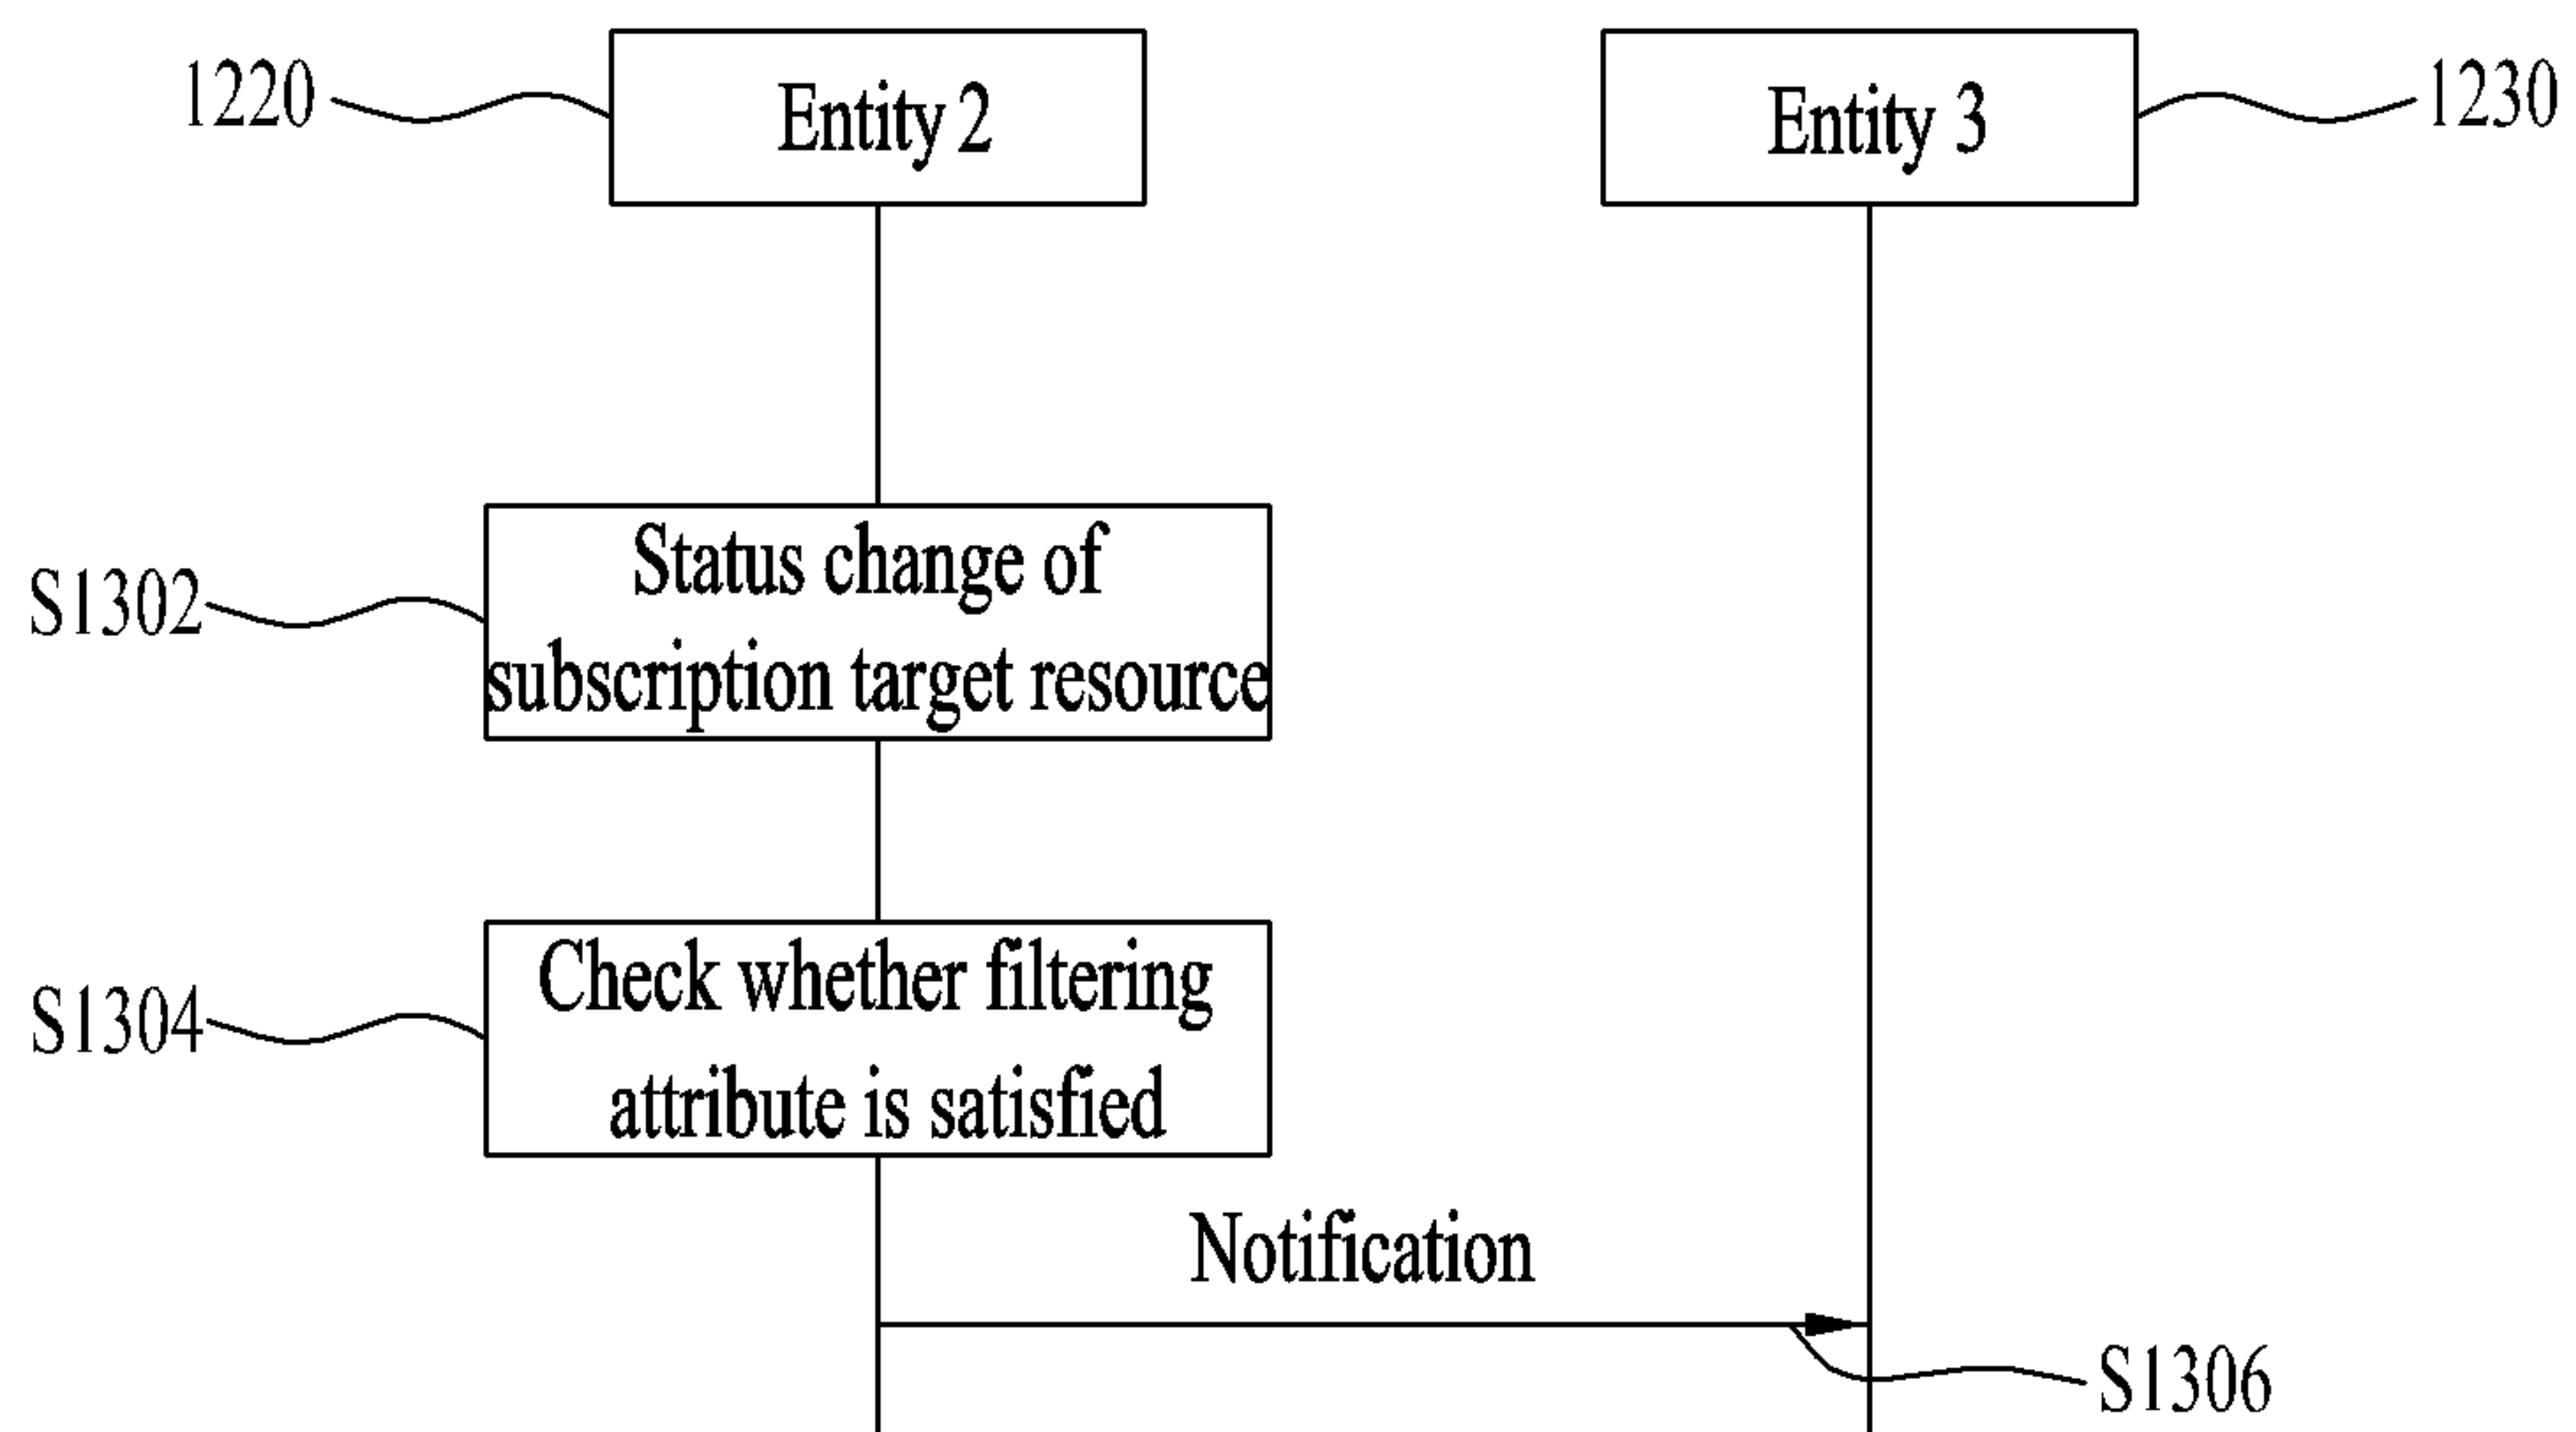 1220
Entity 2
Entity 3
1230
S1302
Status change of
subscription target resource
S1304
Check whether filtering
attribute is satisfied
Notification
S1306